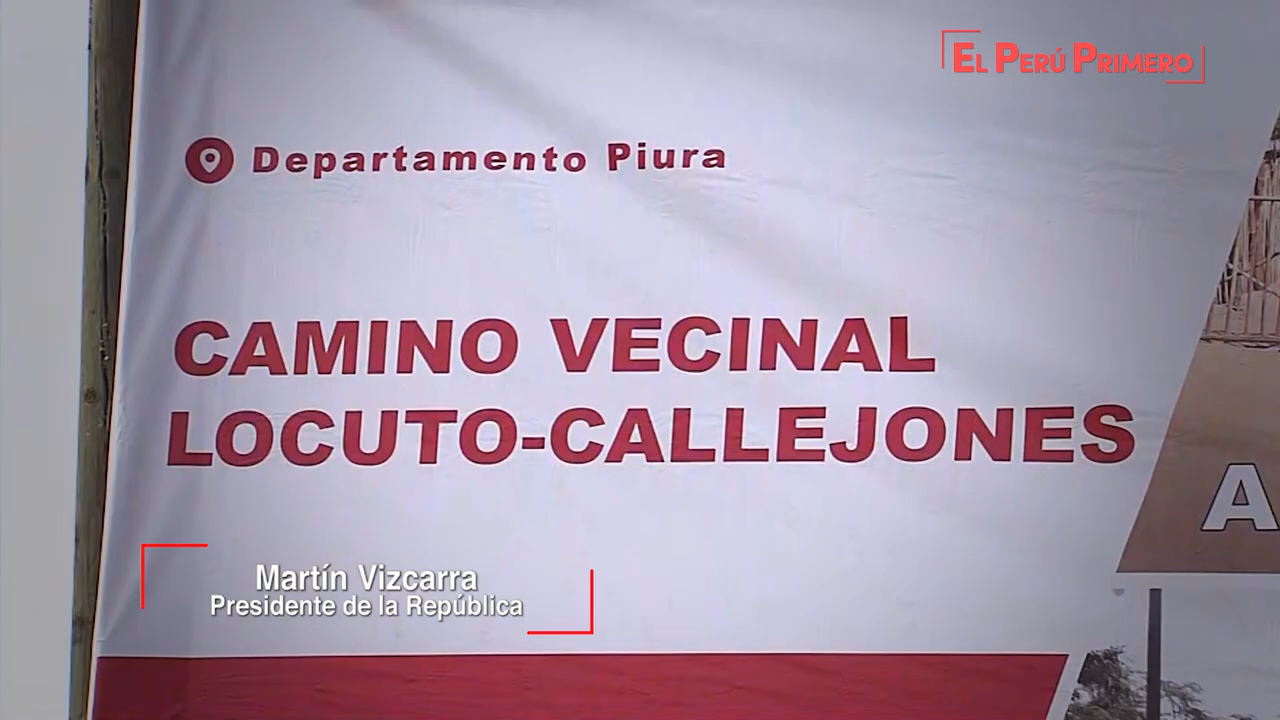 EL PERÚ PRIMERO
Departamento Piura
CAMINO VECINAL
LOCUTO-CALLEJONES
A
Martín Vizcarra
Presidente de la República